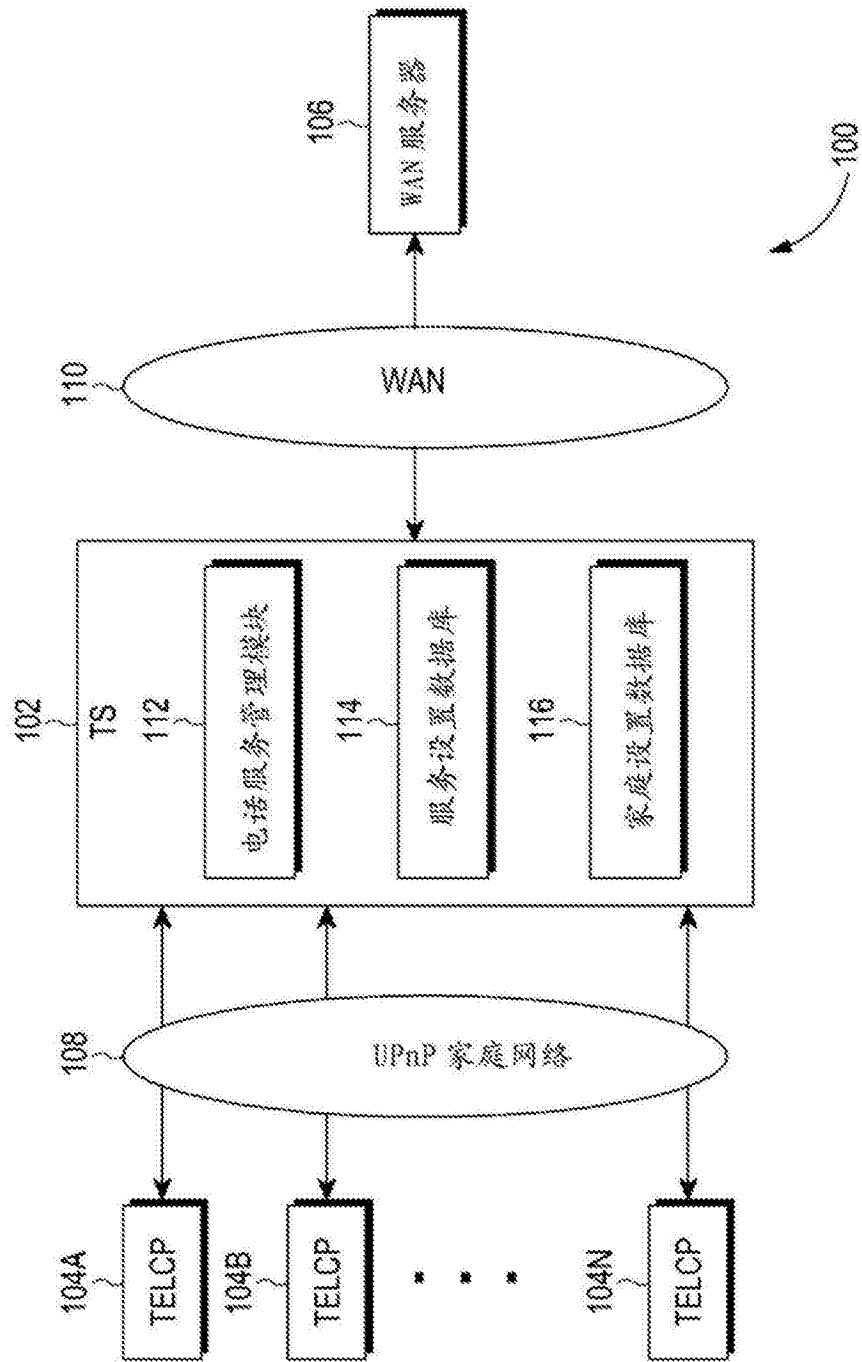 104A
TELCP
104B
TELCP
104N
TELCP
108
UPnP 家庭网络
102
TS
112
电话服务管理模块
114
服务设置数据库
116
家庭设置数据库
110
WAN
106
WAN 服务器
100